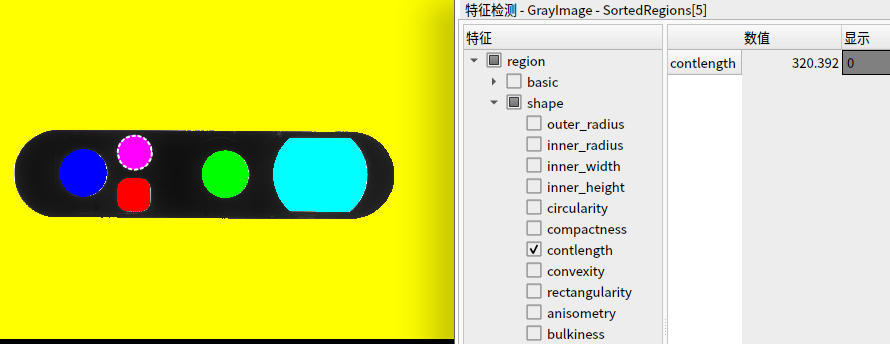 特征检测 - GrayImage - SortedRegions[5]
特征
数值 显示
region
contlength 320.392 0
basic
shape
outer_radius
inner_radius
inner_width
inner_height
circularity
compactness
contlength
convexity
rectangularity
anisometry
bulkiness